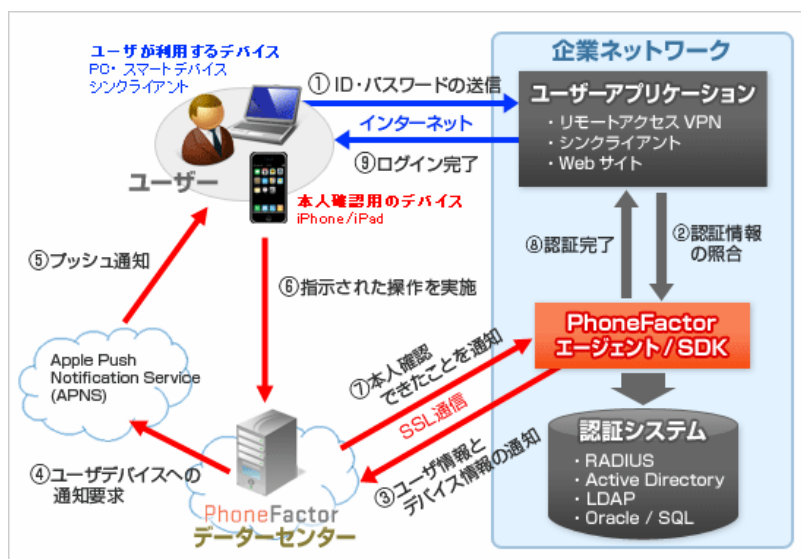 ユーザが利用するデバイス
PC・スマートデバイス
シンクライアント
①ID・パスワードの送信
インターネット
⑨ログイン完了
ユーザー
本人確認用のデバイス
iPhone/iPad
企業ネットワーク
ユーザーアプリケーション
・リモートアクセス VPN
・シンクライアント
・Web サイト
⑧認証完了
②認証情報
の照合
⑤プッシュ通知
⑥指示された操作を実施
PhoneFactor
エージェント/SDK
Apple Push
Notification Service
(APNS)
⑦本人確認
できたことを通知
SSL通信
③ユーザ情報と
デバイス情報の通知
④ユーザデバイスへの
通知要求
PhoneFactor
データーセンター
認証システム
・RADIUS
・Active Directory
・LDAP
・Oracle / SQL